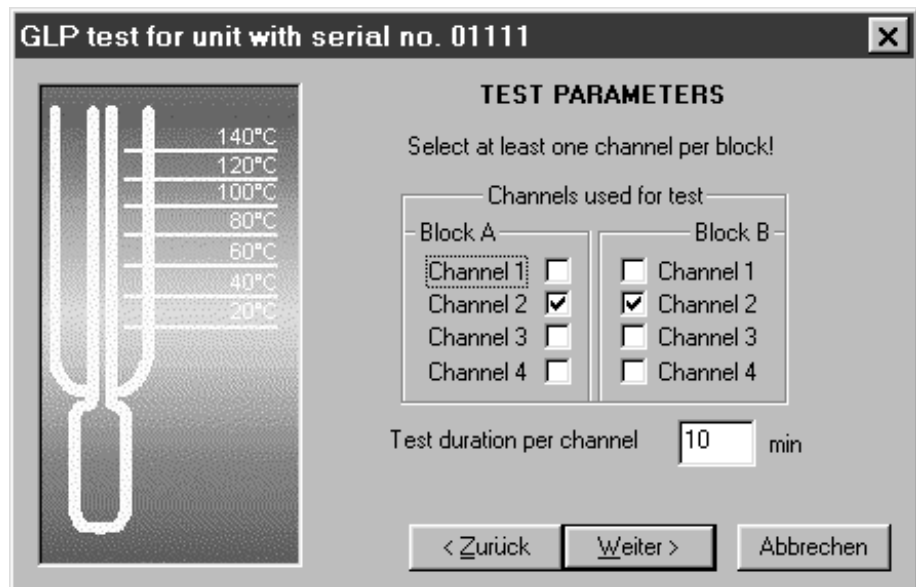 GLP test for unit with serial no. 01111
140°C
120°C
100°C
80°C
60°C
40°C
20°C
TEST PARAMETERS
Select at least one channel per block!
Channels used for test
Block A
Channel 1
Channel 2
Channel 3
Channel 4
Block B
Channel 1
Channel 2
Channel 3
Channel 4
Test duration per channel 10 min
< Zurück Weiter > Abbrechen